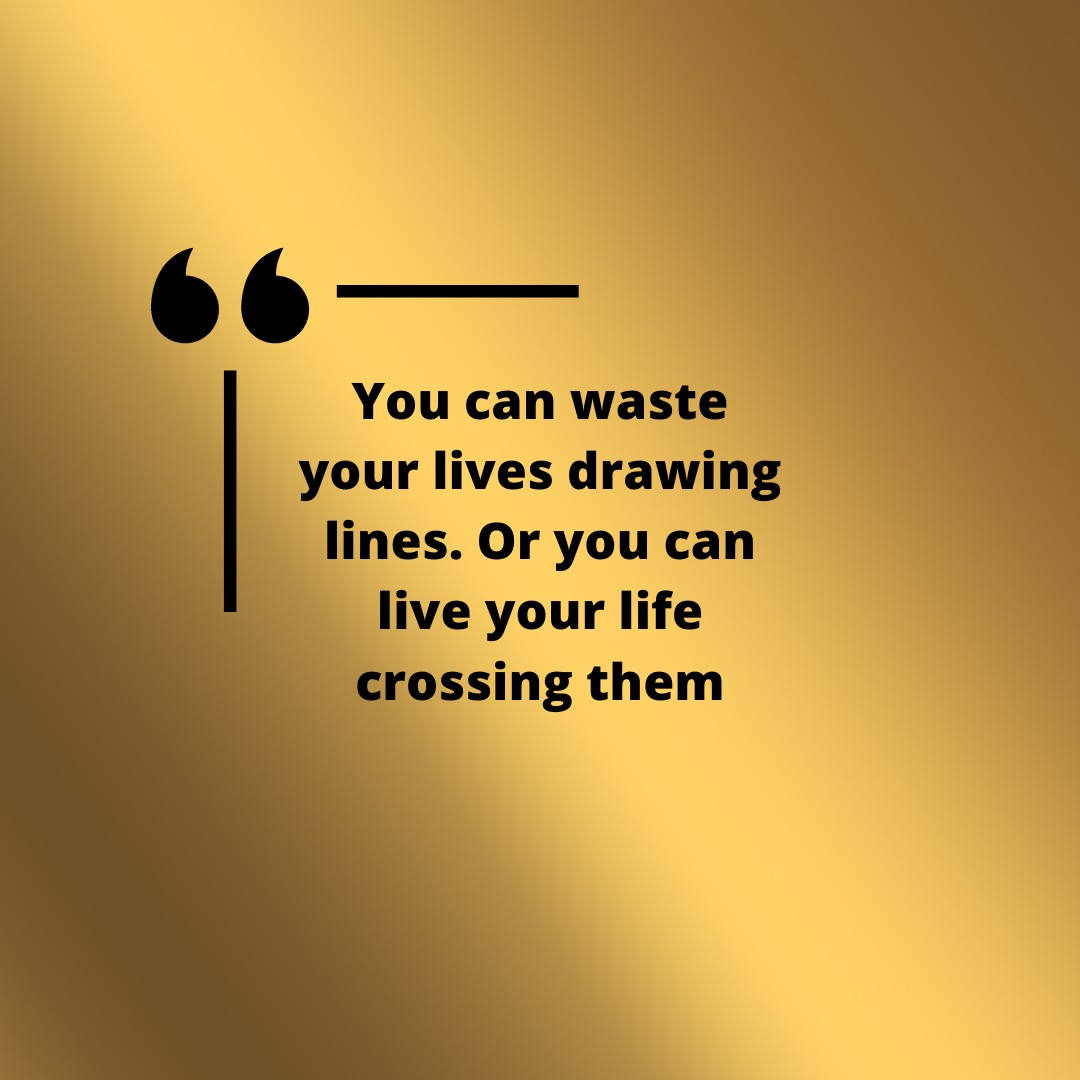 You can waste
your lives drawing
lines. Or you can
live your life
crossing them